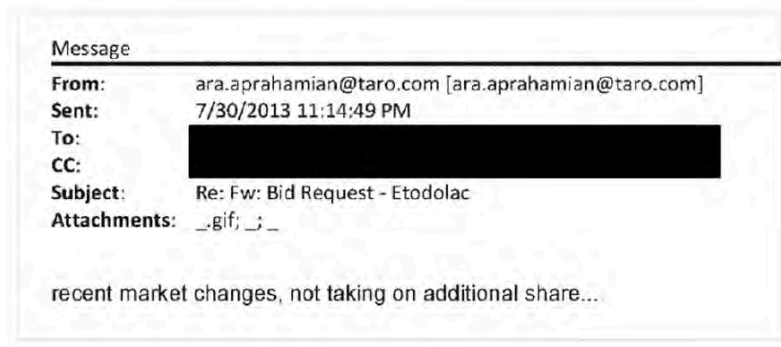 Message
From: ara.aprahamian@taro.com [ara.aprahamian@taro.com]
Sent: 7/30/2013 11:14:49 PM
To:
CC:
Subject: Re: Fw: Bid Request - Etodolac
Attachments: _.gif; _; _
recent market changes, not taking on additional share...